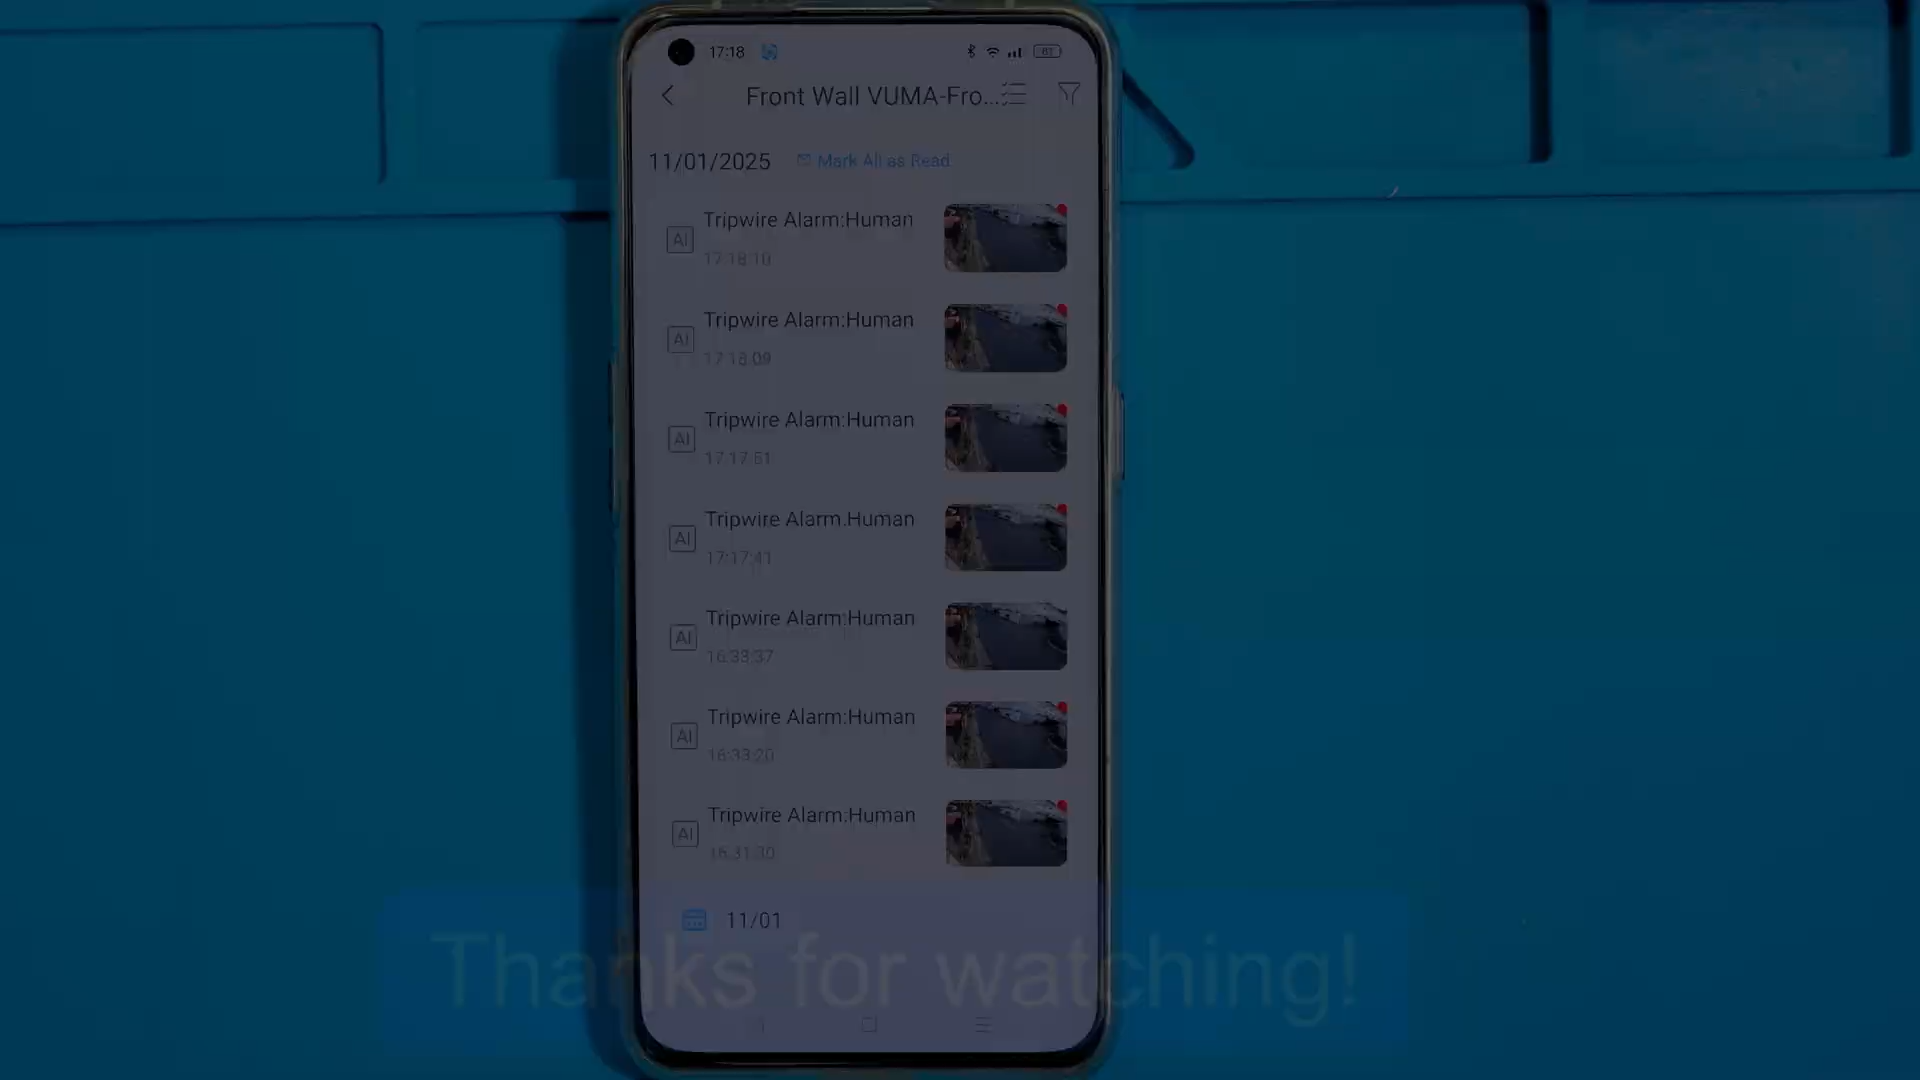 17:18
Front Wall VUMA-Fro...
11/01/2025 Mark All as Read
Tripwire Alarm:Human
AI
17:18:10
Tripwire Alarm:Human
AI
17:18:09
Tripwire Alarm:Human
AI
17:17:51
Tripwire Alarm:Human
AI
17:17:41
Tripwire Alarm:Human
AI
16:33:37
Tripwire Alarm:Human
AI
16:33:20
Tripwire Alarm:Human
AI
11/01
Thanks for watching!